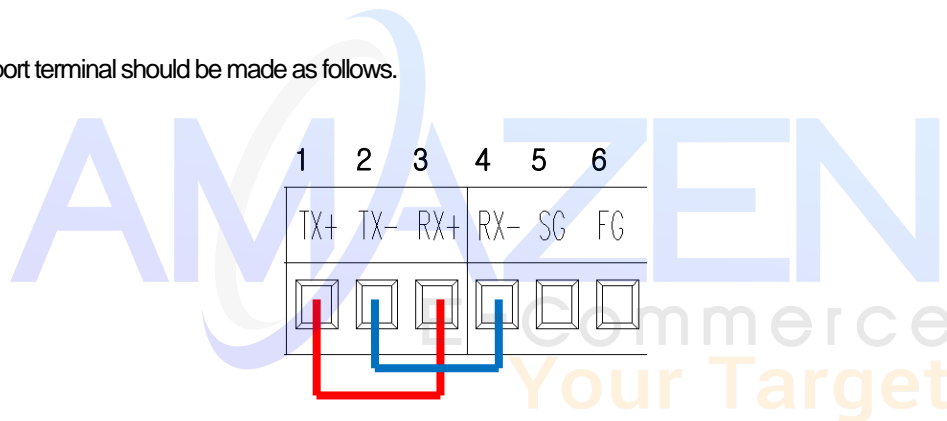 port terminal should be made as follows.
AMAZEN
1 2 3 4 5 6
TX+ TX- RX+ RX- SG FG
E-Commerce
Your Target